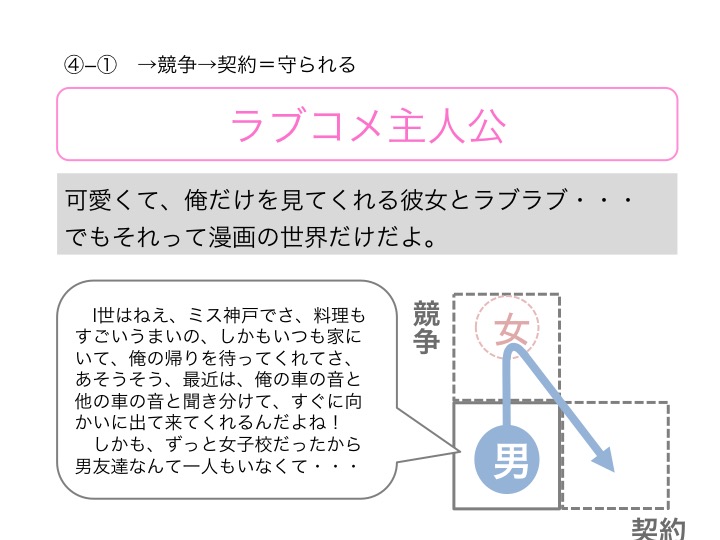 ④–①　→競争→契約＝守られる
ラブコメ主人公
可愛くて、俺だけを見てくれる彼女とラブラブ・・・
でもそれって漫画の世界だけだよ。
　I世はねえ、ミス神戸でさ、料理も
すごいうまいの、しかもいつも家に
いて、俺の帰りを待ってくれてさ、
あそうそう、最近は、俺の車の音と
他の車の音と聞き分けて、すぐに向
かいに出て来てくれるんだよね！
　しかも、ずっと女子校だったから
男友達なんて一人もいなくて・・・
競争
女
男
契約